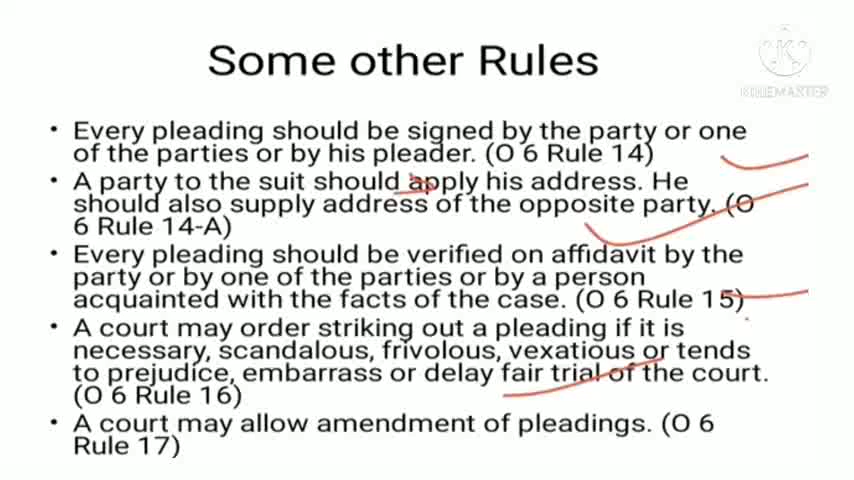 Some other Rules
KINEMASTER
• Every pleading should be signed by the party or one
of the parties or by his pleader. (O 6 Rule 14)
• A party to the suit should apply his address. He
should also supply address of the opposite party. (O
6 Rule 14-A)
• Every pleading should be verified on affidavit by the
party or by one of the parties or by a person
acquainted with the facts of the case. (O 6 Rule 15)
• A court may order striking out a pleading if it is
necessary, scandalous, frivolous, vexatious or tends
to prejudice, embarrass or delay fair trial of the court.
(O 6 Rule 16)
• A court may allow amendment of pleadings. (O 6
Rule 17)